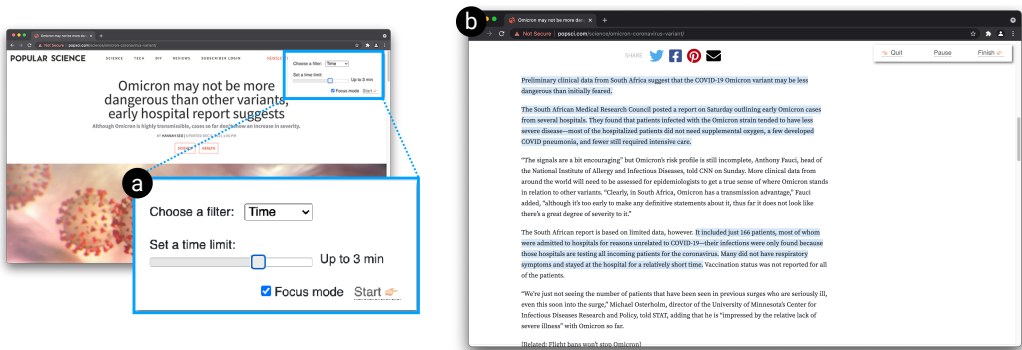 Omicron may not be more dang
Not Secure | popsci.com/science/omicron-coronavirus-variant/
POPULAR SCIENCE SCIENCE TECH DIY REVIEWS SUBSCRIBER LOGIN
Choose a filter: Time
Set a time limit:
Up to 3 min
Focus mode Start
Omicron may not be more
dangerous than other variants,
early hospital report suggests
Although Omicron is highly transmissible, cases so far don't show an increase in severity.
BY HANNAH SEO
HEALTH
a
Choose a filter: Time
Set a time limit:
Up to 3 min
Focus mode Start
b
Omicron may not be more dang
Not Secure | popsci.com/science/omicron-coronavirus-variant/
SHARE
Quit Pause Finish
Preliminary clinical data from South Africa suggest that the COVID-19 Omicron variant may be less
dangerous than initially feared.
The South African Medical Research Council posted a report on Saturday outlining early Omicron cases
from several hospitals. They found that patients infected with the Omicron strain tended to have less
severe disease—most of the hospitalized patients did not need supplemental oxygen, a few developed
COVID pneumonia, and fewer still required intensive care.
“The signals are a bit encouraging” but Omicron’s risk profile is still incomplete, Anthony Fauci, head of
the National Institute of Allergy and Infectious Diseases, told CNN on Sunday. More clinical data from
around the world will need to be assessed for epidemiologists to get a true sense of where Omicron stands
in relation to other variants. “Clearly, in South Africa, Omicron has a transmission advantage,” Fauci
added, “although it’s too early to make any definitive statements about it, thus far it does not look like
there’s a great degree of severity to it.”
The South African report is based on limited data, however. It included just 166 patients, most of whom
were admitted to hospitals for reasons unrelated to COVID-19—their infections were only found because
those hospitals are testing all incoming patients for the coronavirus. Many did not have respiratory
symptoms and stayed at the hospital for a relatively short time. Vaccination status was not reported for all
of the patients.
“We’re just not seeing the number of patients that have been seen in previous surges who are seriously ill,
even this soon into the surge,” Michael Osterholm, director of the University of Minnesota’s Center for
Infectious Diseases Research and Policy, told STAT, adding that he is “impressed by the relative lack of
severe illness” with Omicron so far.
[Related: Flight bans won’t stop Omicron]